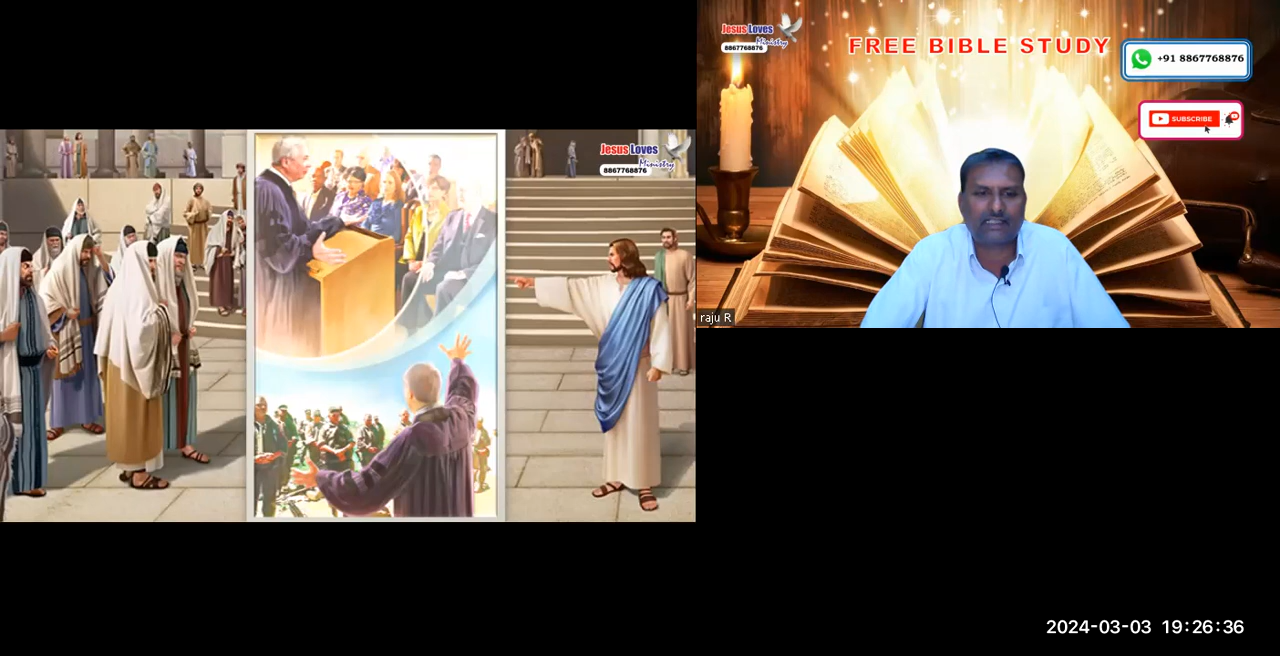 Jesus Loves
Ministry
8867768876
Jesus Loves
Ministry
8867768876
FREE BIBLE STUDY
+91 8867768876
SUBSCRIBE
raju R
2024-03-03 19:26:36